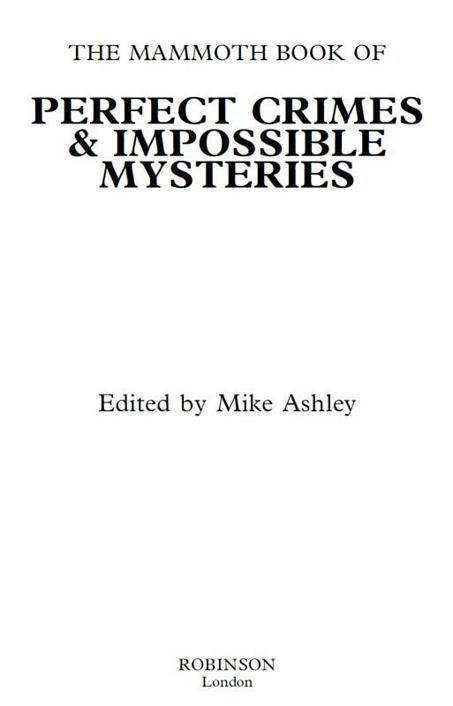 THE MAMMOTH BOOK OF
PERFECT CRIMES
& IMPOSSIBLE
MYSTERIES
Edited by Mike Ashley
ROBINSON
London